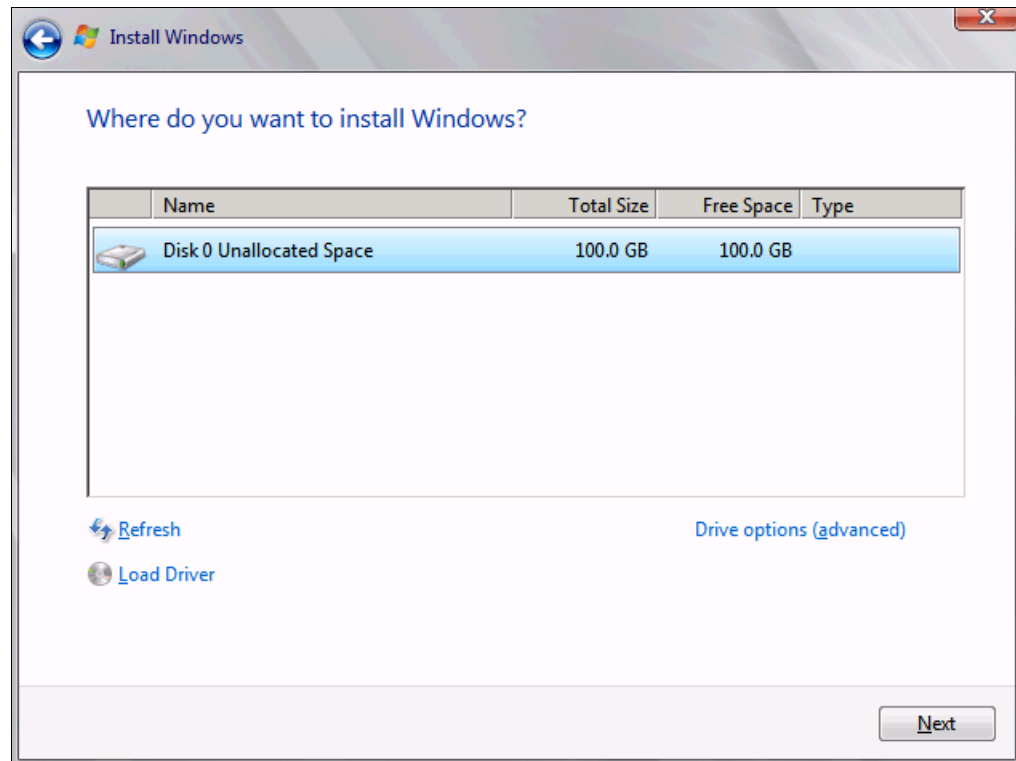 Install Windows
Where do you want to install Windows?
Name Total Size Free Space Type
Disk 0 Unallocated Space 100.0 GB 100.0 GB
Refresh Drive options (advanced)
Load Driver
Next